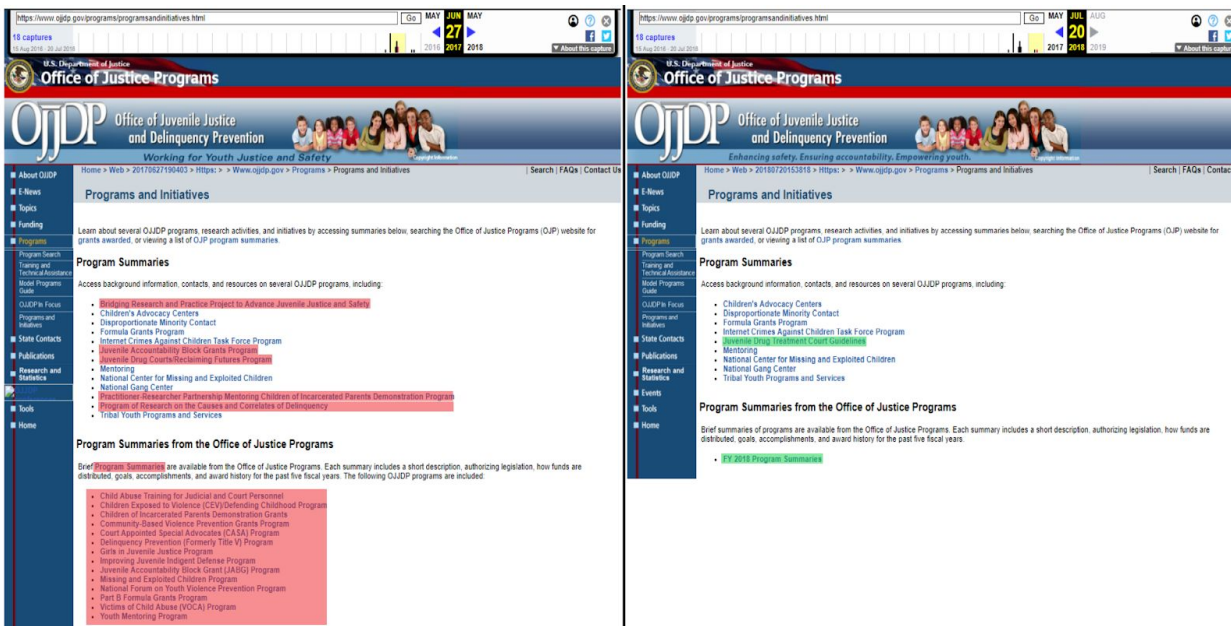 https://www.ojjdp.gov/programs/programsandinitiatives.html
Go
MAY JUN MAY
27
2016 2017 2018
18 captures
15 Aug 2016 - 20 Jul 2018
About this capture
U.S. Department of Justice
Office of Justice Programs
OJJDP Office of Juvenile Justice
and Delinquency Prevention
Working for Youth Justice and Safety
Copyright Information
Home > Web > 20170627190403 > Https: > > Www.ojjdp.gov > Programs > Programs and Initiatives
| Search | FAQs | Contact Us
About OJJDP
E-News
Topics
Funding
Programs
Program Search
Training and
Technical Assistance
Model Programs
Guide
OJJDP In Focus
Programs and
Initiatives
State Contacts
Publications
Research and
Statistics
Tools
Home
Programs and Initiatives
Learn about several OJJDP programs, research activities, and initiatives by accessing summaries below, searching the Office of Justice Programs (OJP) website for
grants awarded, or viewing a list of OJP program summaries.
Program Summaries
Access background information, contacts, and resources on several OJJDP programs, including:
Bridging Research and Practice Project to Advance Juvenile Justice and Safety
Children's Advocacy Centers
Disproportionate Minority Contact
Formula Grants Program
Internet Crimes Against Children Task Force Program
Juvenile Accountability Block Grants Program
Juvenile Drug Courts/Reclaiming Futures Program
Mentoring
National Center for Missing and Exploited Children
National Gang Center
Practitioner-Researcher Partnership Mentoring Children of Incarcerated Parents Demonstration Program
Program of Research on the Causes and Correlates of Delinquency
Tribal Youth Programs and Services
Program Summaries from the Office of Justice Programs
Brief Program Summaries are available from the Office of Justice Programs. Each summary includes a short description, authorizing legislation, how funds are
distributed, goals, accomplishments, and award history for the past five fiscal years. The following OJJDP programs are included:
Child Abuse Training for Judicial and Court Personnel
Children Exposed to Violence (CEV)/Defending Childhood Program
Children of Incarcerated Parents Demonstration Grants
Community-Based Violence Prevention Grants Program
Court Appointed Special Advocates (CASA) Program
Delinquency Prevention (Formerly Title V) Program
Girls in Juvenile Justice Program
Improving Juvenile Indigent Defense Program
Juvenile Accountability Block Grant (JABG) Program
Missing and Exploited Children Program
National Forum on Youth Violence Prevention Program
Part B Formula Grants Program
Victims of Child Abuse (VOCA) Program
Youth Mentoring Program
https://www.ojjdp.gov/programs/programsandinitiatives.html
Go
MAY JUL AUG
20
2017 2018 2019
18 captures
15 Aug 2016 - 20 Jul 2018
About this capture
U.S. Department of Justice
Office of Justice Programs
OJJDP Office of Juvenile Justice
and Delinquency Prevention
Enhancing safety. Ensuring accountability. Empowering youth.
Copyright Information
Home > Web > 20180720153818 > Https: > > Www.ojjdp.gov > Programs > Programs and Initiatives
| Search | FAQs | Contac
About OJJDP
E-News
Topics
Funding
Programs
Program Search
Training and
Technical Assistance
Model Programs
Guide
OJJDP In Focus
Programs and
Initiatives
State Contacts
Publications
Research and
Statistics
Events
Tools
Home
Programs and Initiatives
Learn about several OJJDP programs, research activities, and initiatives by accessing summaries below, searching the Office of Justice Programs (OJP) website for
grants awarded, or viewing a list of OJP program summaries.
Program Summaries
Access background information, contacts, and resources on several OJJDP programs, including:
Children's Advocacy Centers
Disproportionate Minority Contact
Formula Grants Program
Internet Crimes Against Children Task Force Program
Juvenile Drug Treatment Court Guidelines
Mentoring
National Center for Missing and Exploited Children
National Gang Center
Tribal Youth Programs and Services
Program Summaries from the Office of Justice Programs
Brief summaries of programs are available from the Office of Justice Programs. Each summary includes a short description, authorizing legislation, how funds are
distributed, goals, accomplishments, and award history for the past five fiscal years.
FY 2018 Program Summaries